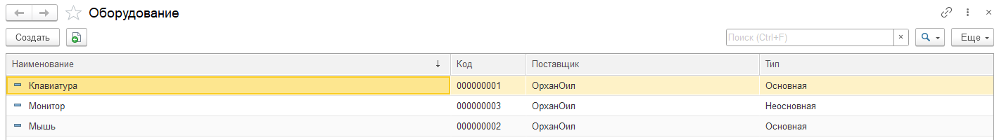 Оборудование
Создать
Поиск (Ctrl+F)
Еще
Наименование Код Поставщик Тип
Клавиатура 000000001 ОрханОил Основная
Монитор 000000003 ОрханОил Неосновная
Мышь 000000002 ОрханОил Основная